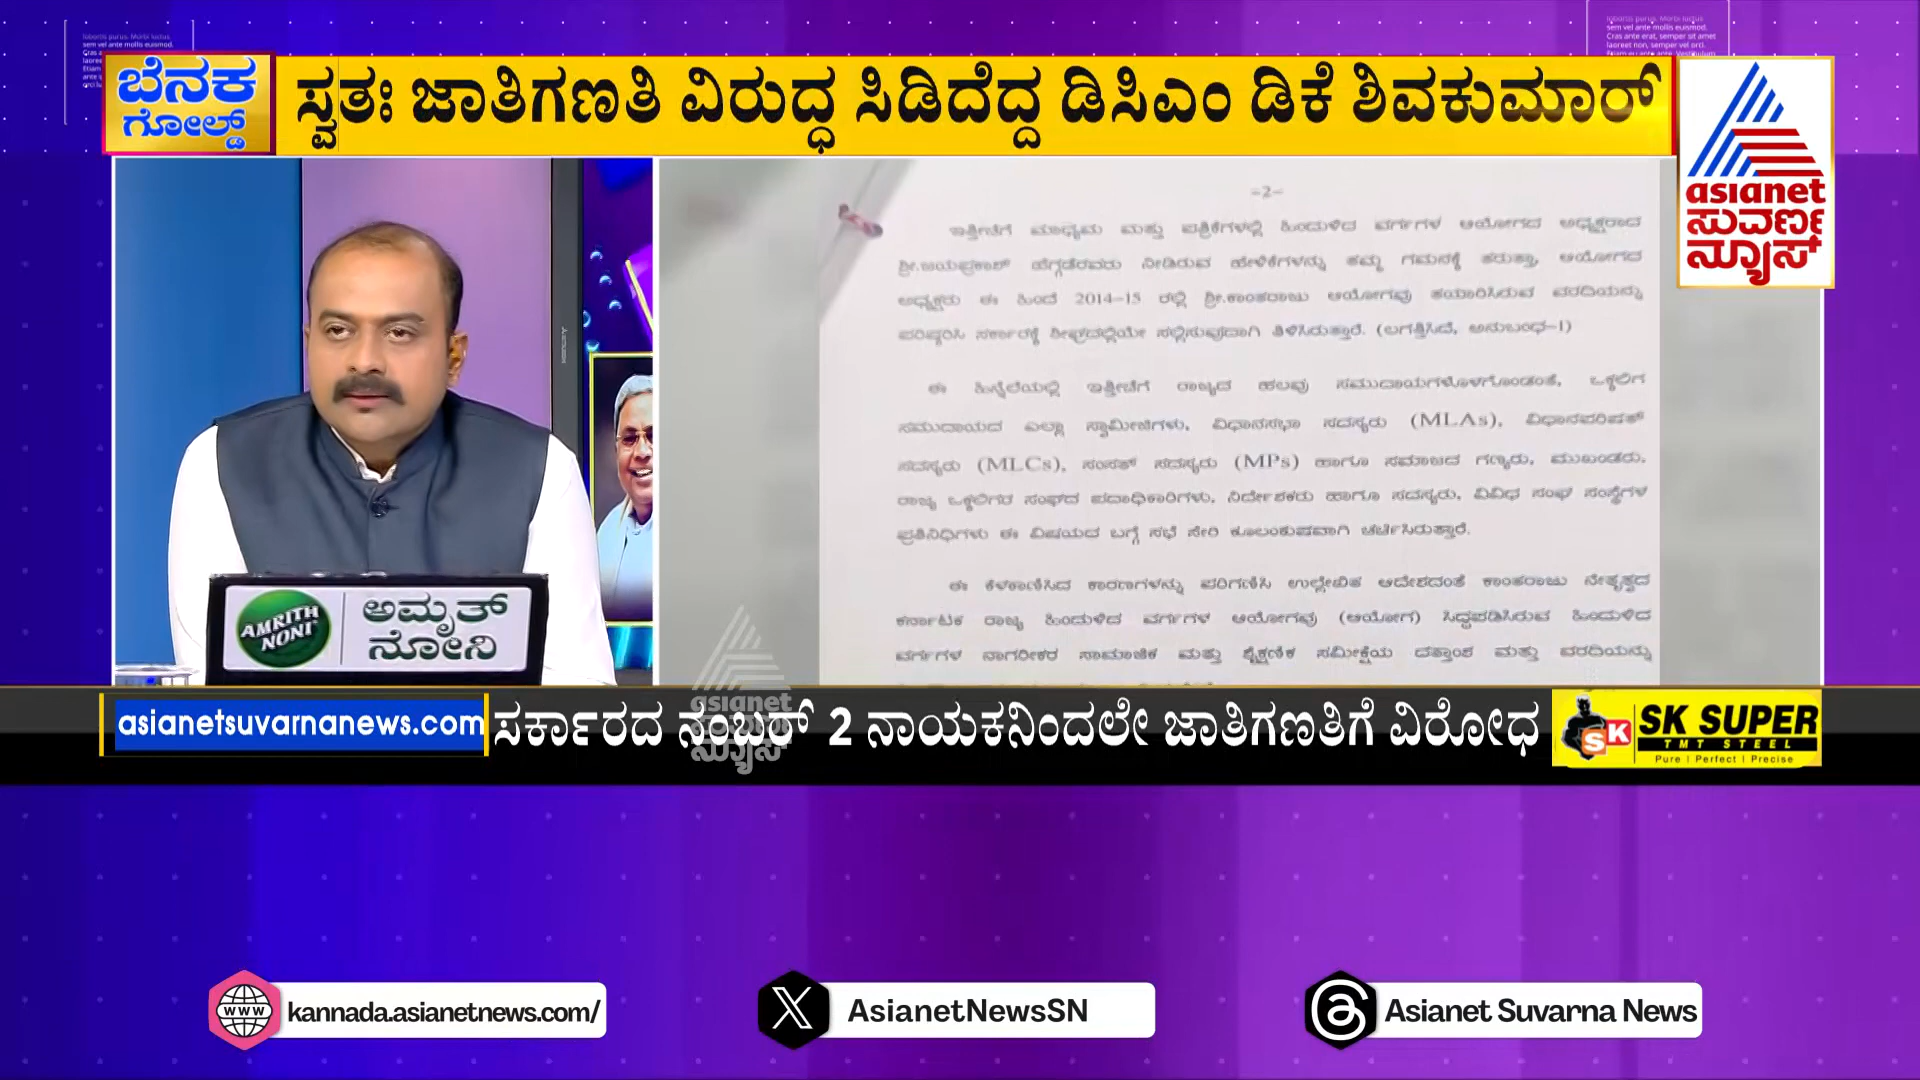 ಬೆನಕ
ಗೋಲ್ಡ್
ಸ್ವತಃ ಜಾತಿಗಣತಿ ವಿರುದ್ಧ ಸಿಡಿದೆದ್ದ ಡಿಸಿಎಂ ಡಿಕೆ ಶಿವಕುಮಾರ್
asianet
ಸುವರ್ಣ
ನ್ಯೂಸ್
-2-
ಇತ್ತೀಚೆಗೆ ಮಾಧ್ಯಮ ಮತ್ತು ಪತ್ರಿಕೆಗಳಲ್ಲಿ ಹಿಂದುಳಿದ ವರ್ಗಗಳ ಆಯೋಗದ ಅಧ್ಯಕ್ಷರಾದ
ಶ್ರೀ.ಜಯಪ್ರಕಾಶ್ ಹೆಗ್ಗಡೆರವರು ನೀಡಿರುವ ಹೇಳಿಕೆಗಳನ್ನು ತಮ್ಮ ಗಮನಕ್ಕೆ ತರುತ್ತಾ, ಆಯೋಗದ
ಅಧ್ಯಕ್ಷರು ಈ ಹಿಂದೆ 2014-15 ರಲ್ಲಿ ಶ್ರೀ.ಕಾಂತರಾಜು ಆಯೋಗವು ತಯಾರಿಸಿರುವ ವರದಿಯನ್ನು
ಪರಿಷ್ಕರಿಸಿ ಸರ್ಕಾರಕ್ಕೆ ಶೀಘ್ರದಲ್ಲಿಯೇ ಸಲ್ಲಿಸುವುದಾಗಿ ತಿಳಿಸಿರುತ್ತಾರೆ. (ಲಗತ್ತಿಸಿದೆ, ಅನುಬಂಧ-1)
ಈ ಹಿನ್ನೆಲೆಯಲ್ಲಿ ಇತ್ತೀಚೆಗೆ ರಾಜ್ಯದ ಹಲವು ಸಮುದಾಯಗಳೊಳಗೊಂಡಂತೆ, ಒಕ್ಕಲಿಗ
ಸಮುದಾಯದ ಎಲ್ಲಾ ಸ್ವಾಮೀಜಿಗಳು, ವಿಧಾನಸಭಾ ಸದಸ್ಯರು (MLAs), ವಿಧಾನಪರಿಷತ್
ಸದಸ್ಯರು (MLCs), ಸಂಸತ್ ಸದಸ್ಯರು (MPs) ಹಾಗೂ ಸಮಾಜದ ಗಣ್ಯರು, ಮುಖಂಡರು,
ರಾಜ್ಯ ಒಕ್ಕಲಿಗರ ಸಂಘದ ಪದಾಧಿಕಾರಿಗಳು, ನಿರ್ದೇಶಕರು ಹಾಗೂ ಸದಸ್ಯರು, ವಿವಿಧ ಸಂಘ ಸಂಸ್ಥೆಗಳ
ಪ್ರತಿನಿಧಿಗಳು ಈ ವಿಷಯದ ಬಗ್ಗೆ ಸಭೆ ಸೇರಿ ಕೂಲಂಕುಷವಾಗಿ ಚರ್ಚಿಸಿರುತ್ತಾರೆ.
ಈ ಕೆಳಕಾಣಿಸಿದ ಕಾರಣಗಳನ್ನು ಪರಿಗಣಿಸಿ ಉಲ್ಲೇಖಿತ ಆದೇಶದಂತೆ ಕಾಂತರಾಜು ನೇತೃತ್ವದ
ಕರ್ನಾಟಕ ರಾಜ್ಯ ಹಿಂದುಳಿದ ವರ್ಗಗಳ ಆಯೋಗವು (ಆಯೋಗ) ಸಿದ್ಧಪಡಿಸಿರುವ ಹಿಂದುಳಿದ
ವರ್ಗಗಳ ನಾಗರೀಕರ ಸಾಮಾಜಿಕ ಮತ್ತು ಶೈಕ್ಷಣಿಕ ಸಮೀಕ್ಷೆಯ ದತ್ತಾಂಶ ಮತ್ತು ವರದಿಯನ್ನು
AMRITH
NONI
ಅಮೃತ್
ನೋನಿ
asianet
ಸುವರ್ಣ
ನ್ಯೂಸ್
asianetsuvarnanews.com
ಸರ್ಕಾರದ ನಂಬರ್ 2 ನಾಯಕನಿಂದಲೇ ಜಾತಿಗಣತಿಗೆ ವಿರೋಧ
SK
SK SUPER
TMT STEEL
Pure | Perfect | Precise
www
kannada.asianetnews.com/
AsianetNewsSN
Asianet Suvarna News